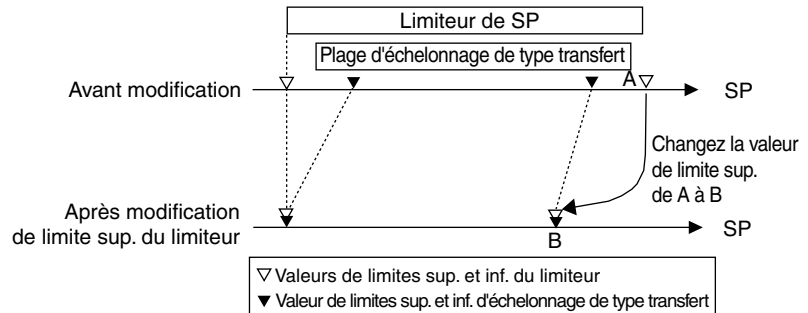 Limiteur de SP
Plage d'échelonnage de type transfert
Avant modification
A
SP
Changez la valeur
de limite sup.
de A à B
Après modification
de limite sup. du limiteur
B
SP
▽ Valeurs de limites sup. et inf. du limiteur
▼ Valeur de limites sup. et inf. d'échelonnage de type transfert